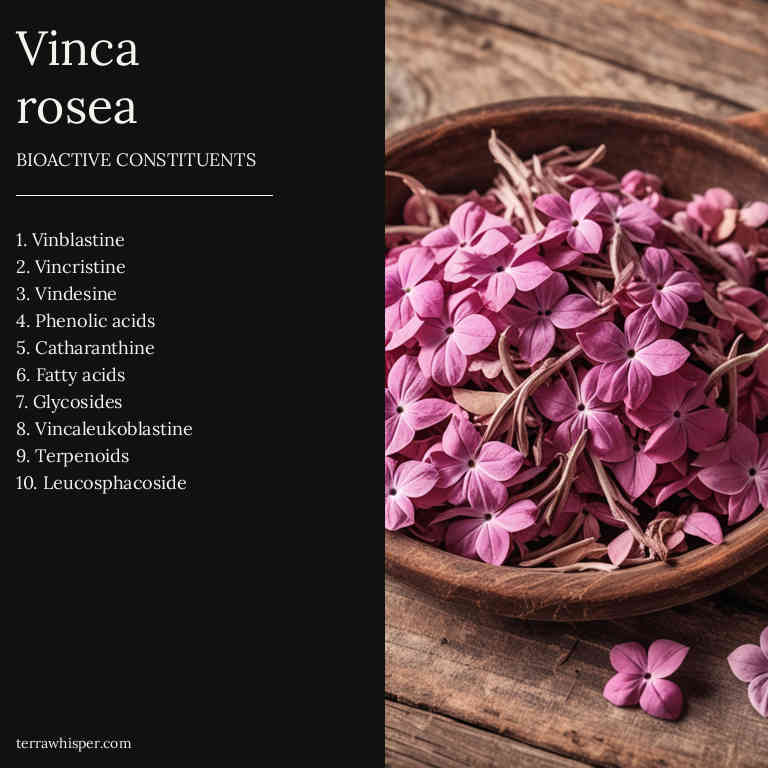 Vinca
rosea
BIOACTIVE CONSTITUENTS
1. Vinblastine
2. Vincristine
3. Vindesine
4. Phenolic acids
5. Catharanthine
6. Fatty acids
7. Glycosides
8. Vincaleukoblastine
9. Terpenoids
10. Leucosphacoside
terrawhisper.com